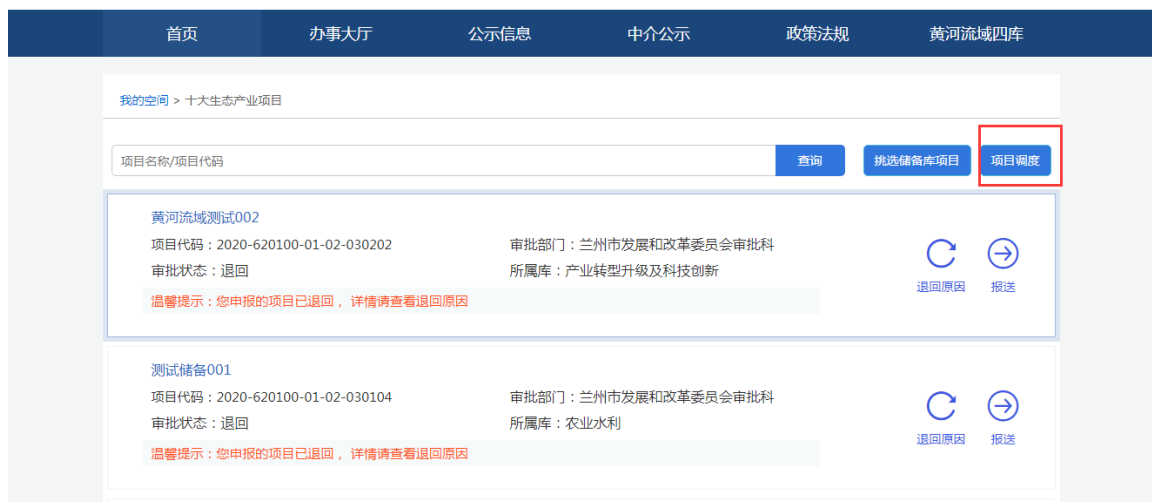 首页 办事大厅 公示信息 中介公示 政策法规 黄河流域四库
我的空间 > 十大生态产业项目
项目名称/项目代码 查询 挑选储备库项目 项目调度
黄河流域测试002
项目代码：2020-620100-01-02-030202 审批部门：兰州市发展和改革委员会审批科
审批状态：退回 所属库：产业转型升级及科技创新
退回原因 报送
温馨提示：您申报的项目已退回，详情请查看退回原因
测试储备001
项目代码：2020-620100-01-02-030104 审批部门：兰州市发展和改革委员会审批科
审批状态：退回 所属库：农业水利
退回原因 报送
温馨提示：您申报的项目已退回，详情请查看退回原因